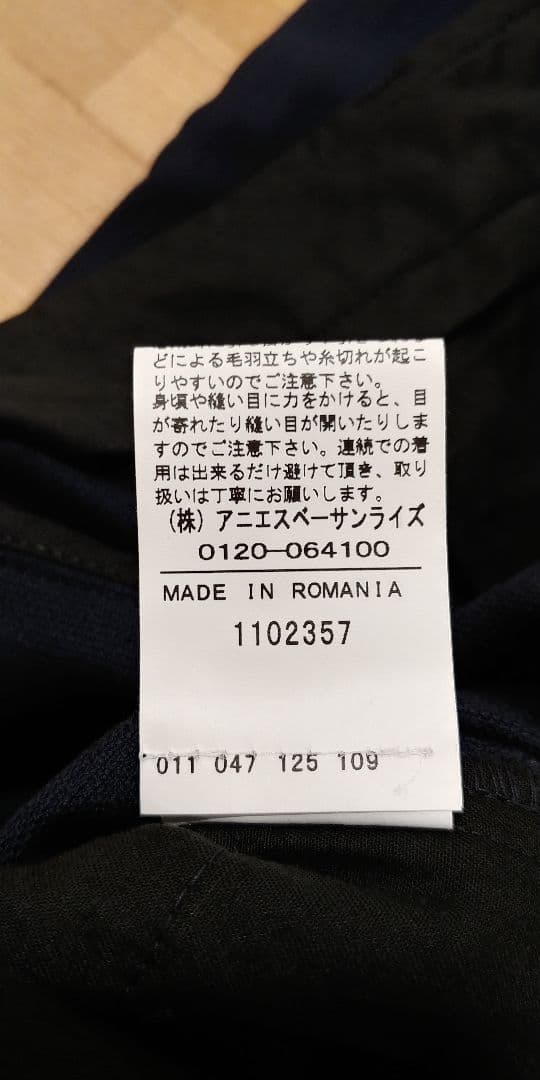 どによる毛羽立ちや糸切れが起こ
りやすいのでご注意下さい。
身頃や縫い目に力をかけると、目
が寄れたり縫い目が開いたりしま
すのでご注意下さい。連続での着
用は出来るだけ避けて頂き、取り
扱いは丁寧にお願いします。
（株）アニエスベーサンライズ
0120-064100
MADE IN ROMANIA
1102357
011 047 125 109